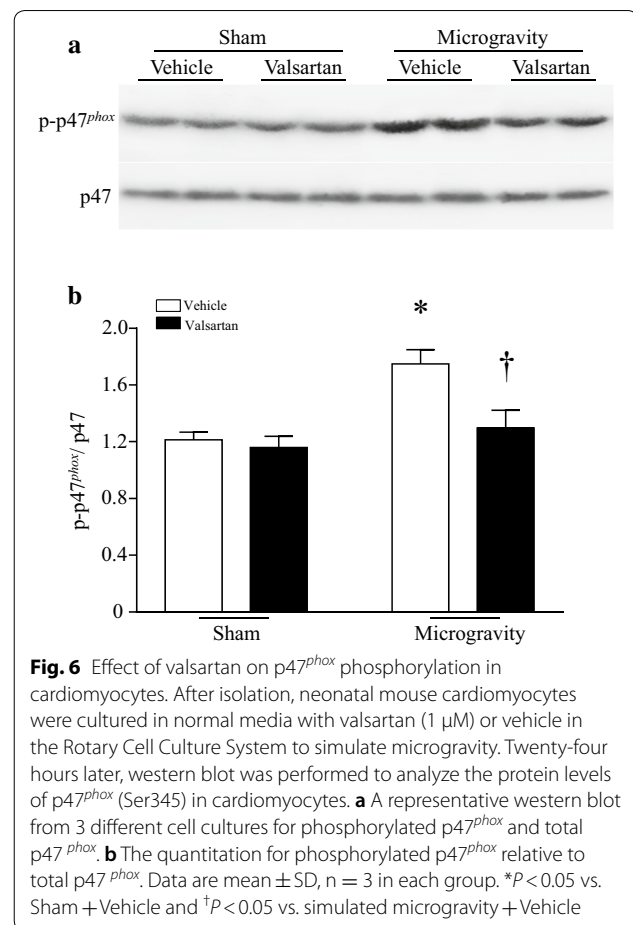 a
Sham Microgravity
Vehicle Valsartan Vehicle Valsartan
p-p47phox
p47
b
Vehicle
Valsartan
*
†
2.0
1.6
1.2
0.8
0.4
0
p-p47phox/ p47
Sham Microgravity
Fig. 6 Effect of valsartan on p47phox phosphorylation in
cardiomyocytes. After isolation, neonatal mouse cardiomyocytes
were cultured in normal media with valsartan (1 μM) or vehicle in
the Rotary Cell Culture System to simulate microgravity. Twenty-four
hours later, western blot was performed to analyze the protein levels
of p47phox (Ser345) in cardiomyocytes. a A representative western blot
from 3 different cell cultures for phosphorylated p47phox and total
p47 phox. b The quantitation for phosphorylated p47phox relative to
total p47 phox. Data are mean ± SD, n = 3 in each group. *P < 0.05 vs.
Sham + Vehicle and †P < 0.05 vs. simulated microgravity + Vehicle